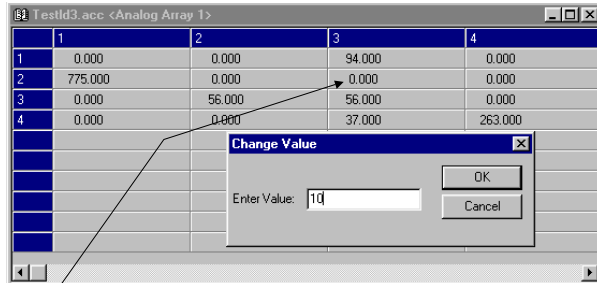 Testld3.acc <Analog Array 1>
1 2 3 4
1 0.000 0.000 94.000 0.000
2 775.000 0.000 0.000 0.000
3 0.000 56.000 56.000 0.000
4 0.000 0.000 37.000 263.000
Change Value
OK
Enter Value: 10
Cancel